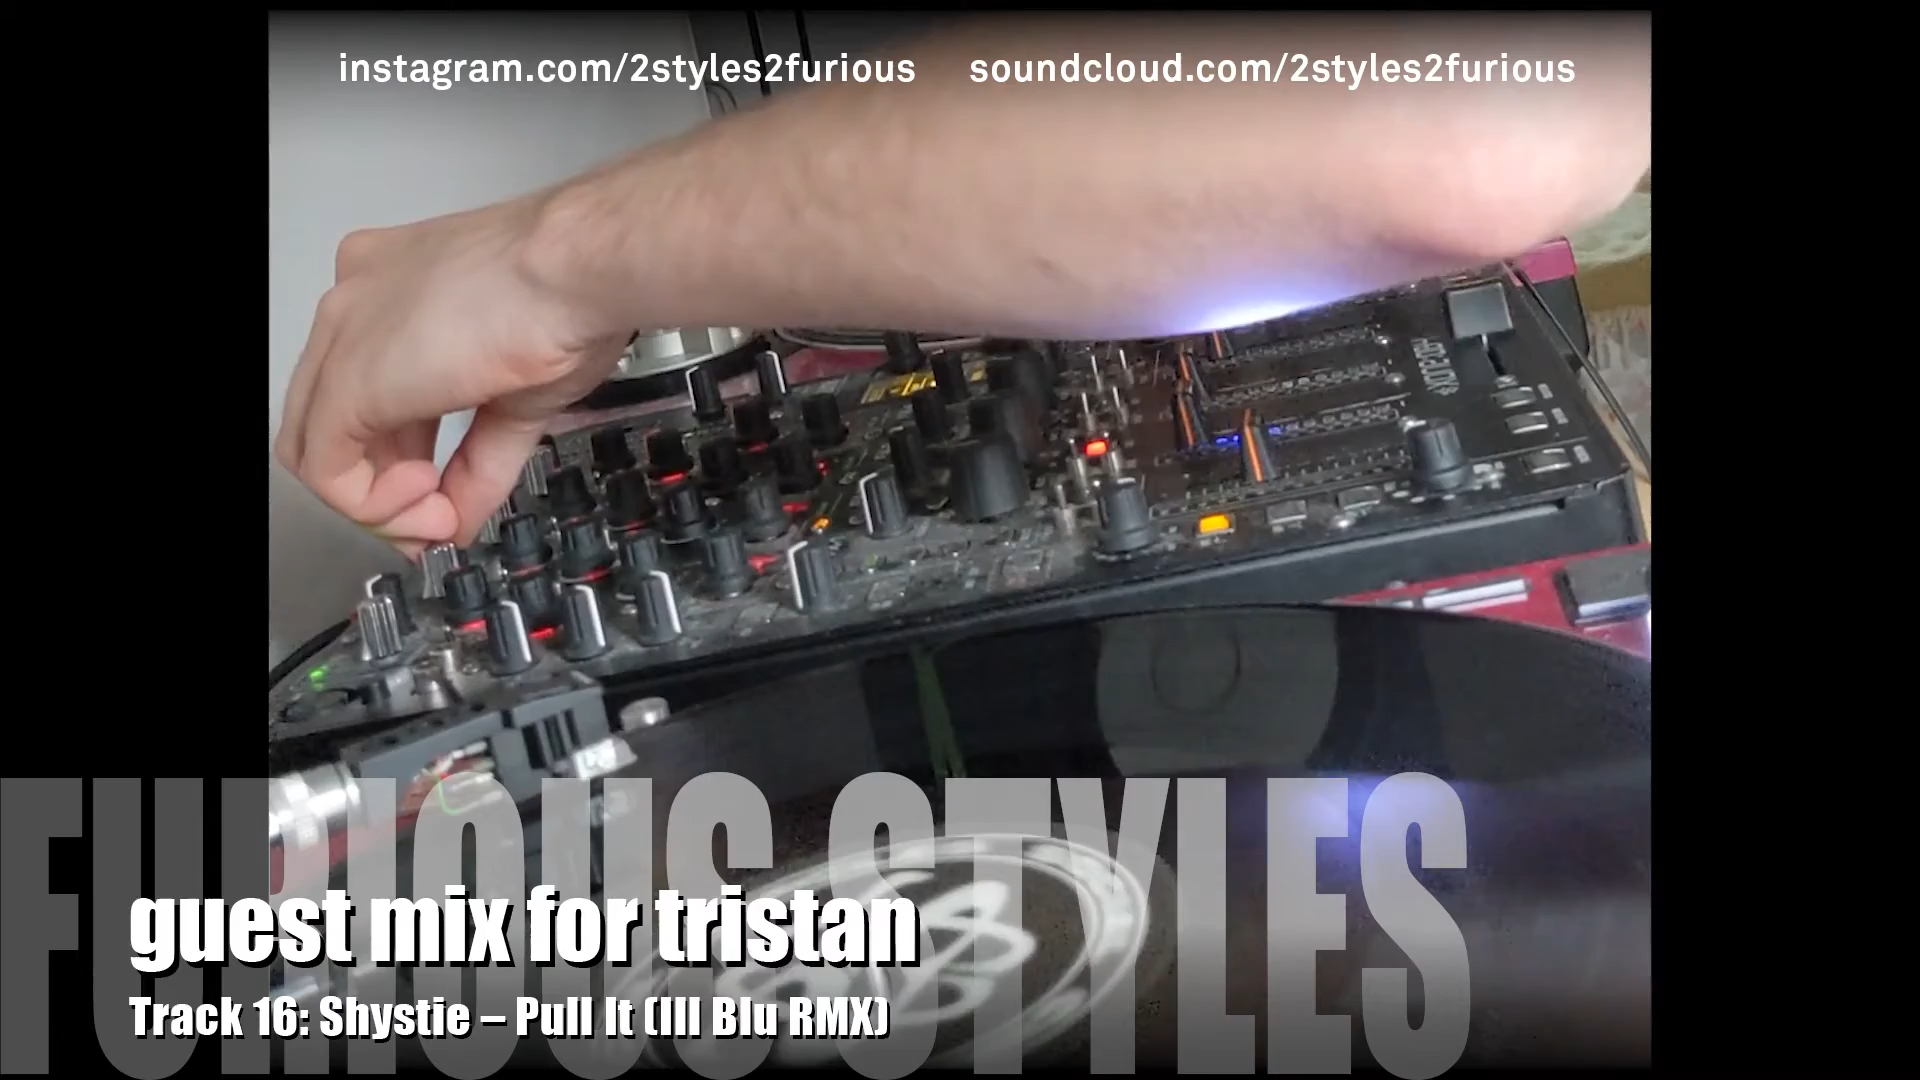 instagram.com/2styles2furious soundcloud.com/2styles2furious
FURIOUS STYLES
guest mix for tristan
Track 16: Shystie – Pull It (Ill Blu RMX)